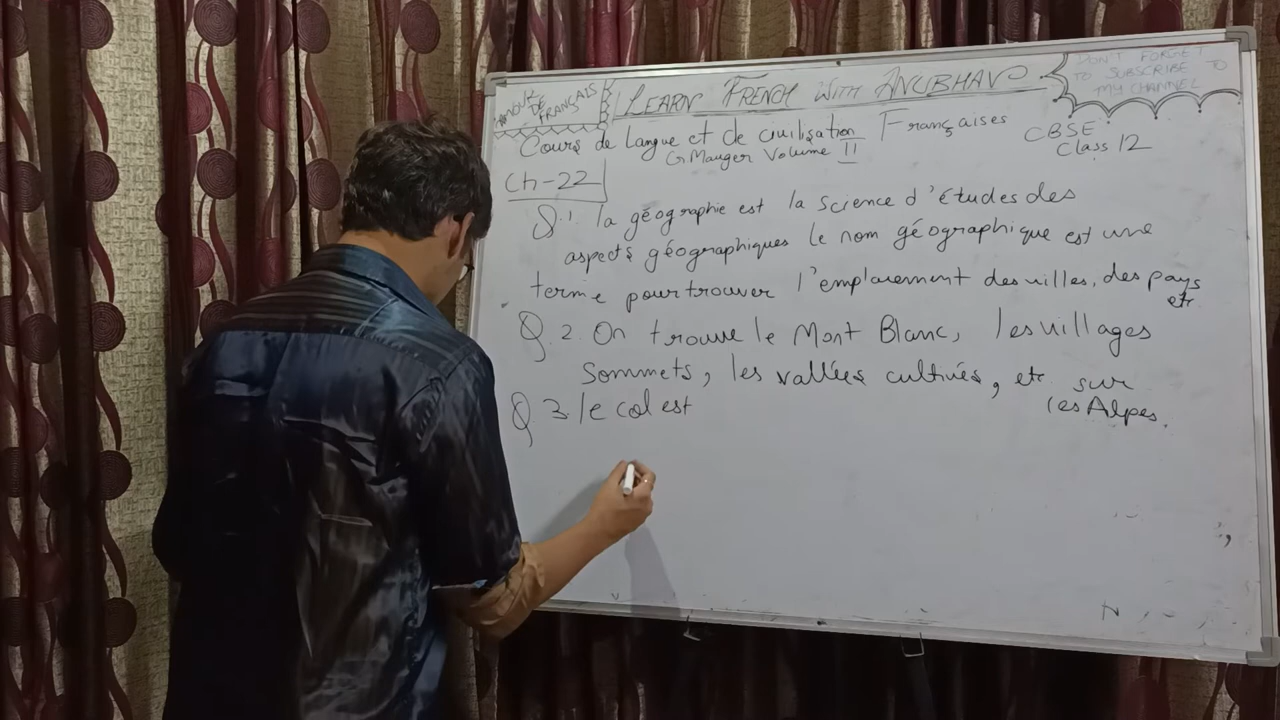 DE FRANÇAIS
LEARN FRENCH WITH ANUBHAV
DON'T FORGET
TO SUBSCRIBE TO
MY CHANNEL
Cours de Langue et de civilisation Françaises
G Mauger Volume II
CBSE
Class 12
Ch-22
Q.1 la géographie est la science d'études des
aspects géographiques le nom géographique est une
terme pour trouver l'emplacement des villes, des pays
etc
Q.2. On trouve le Mont Blanc, les villages
Sommets, les vallées cultivés, etc sur
les Alpes.
Q 3. le col est